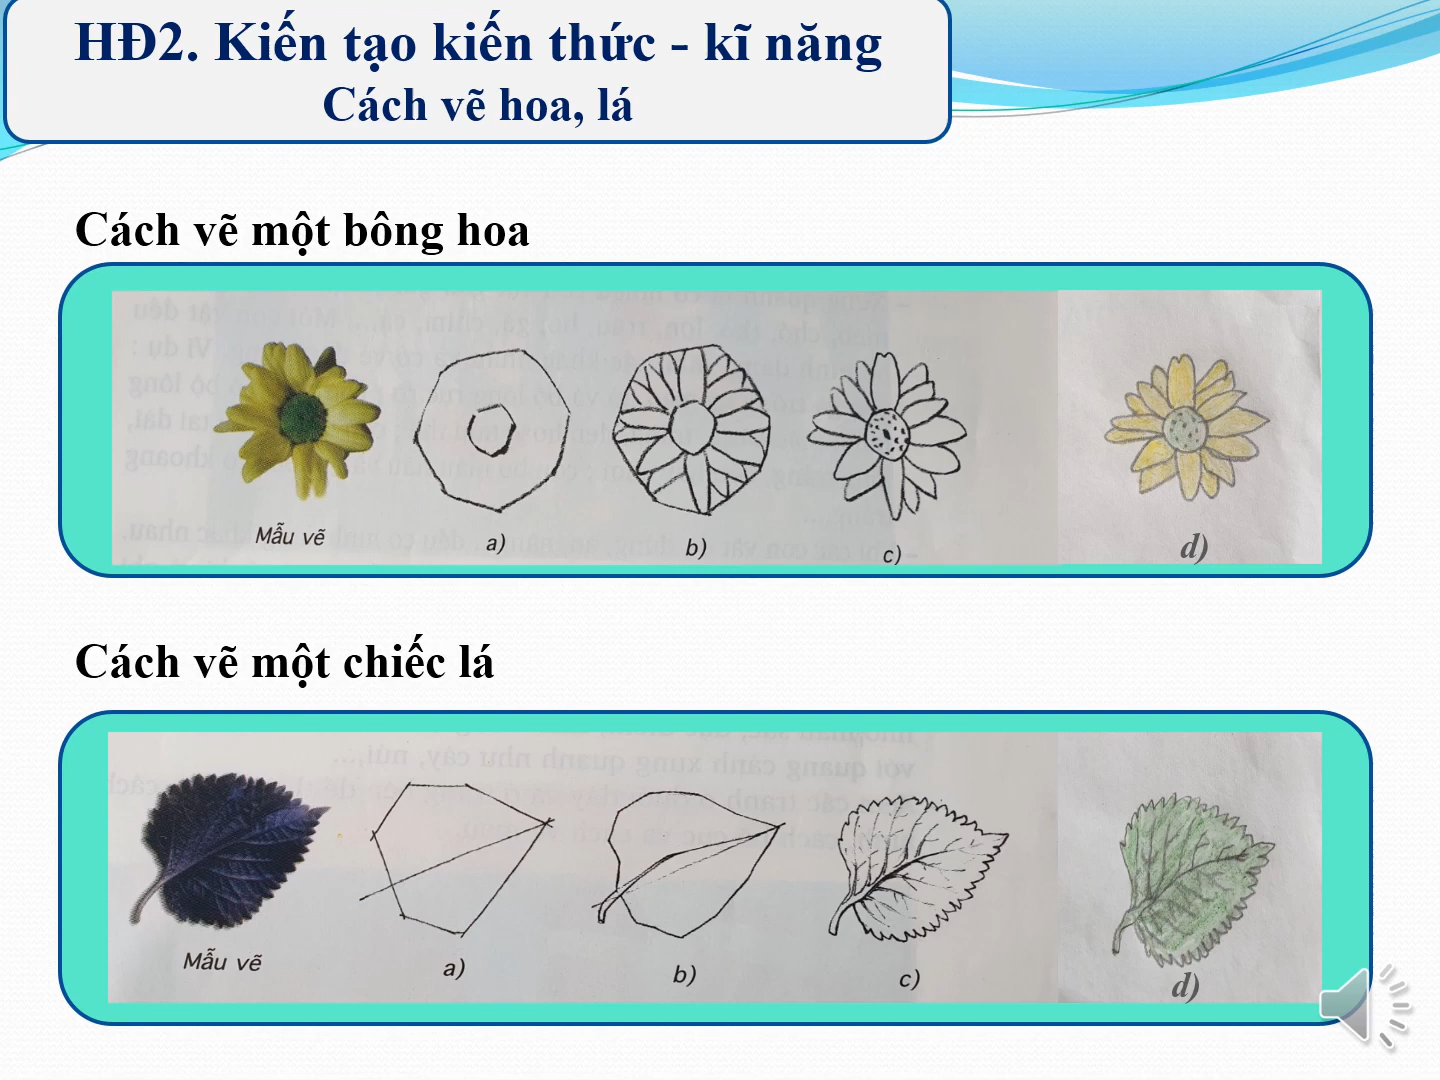 HĐ2. Kiến tạo kiến thức - kĩ năng
Cách vẽ hoa, lá
Cách vẽ một bông hoa
Mẫu vẽ
a)
b)
c)
d)
Cách vẽ một chiếc lá
Mẫu vẽ
a)
b)
c)
d)